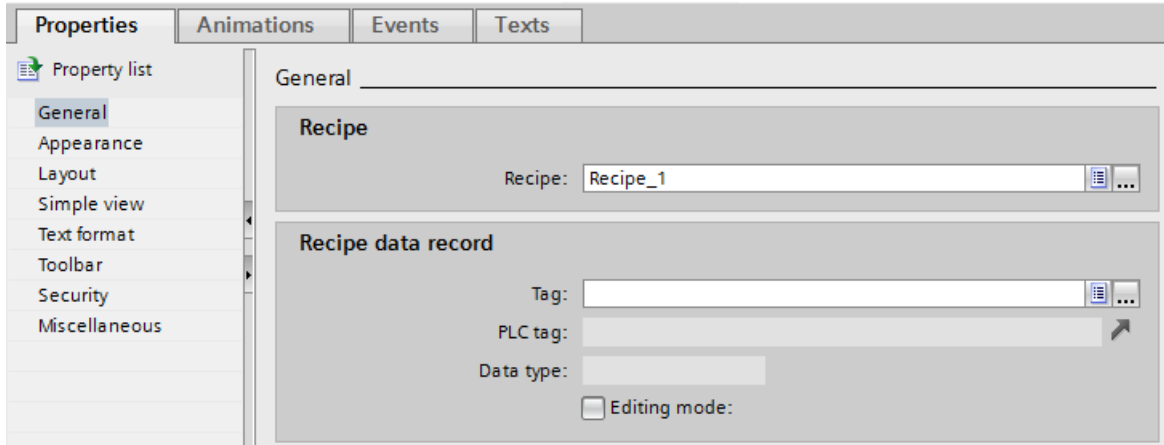 Properties Animations Events Texts
Property list
General
Appearance
Layout
Simple view
Text format
Toolbar
Security
Miscellaneous
General
Recipe
Recipe: Recipe_1 ...
Recipe data record
Tag: ...
PLC tag:
Data type:
Editing mode: